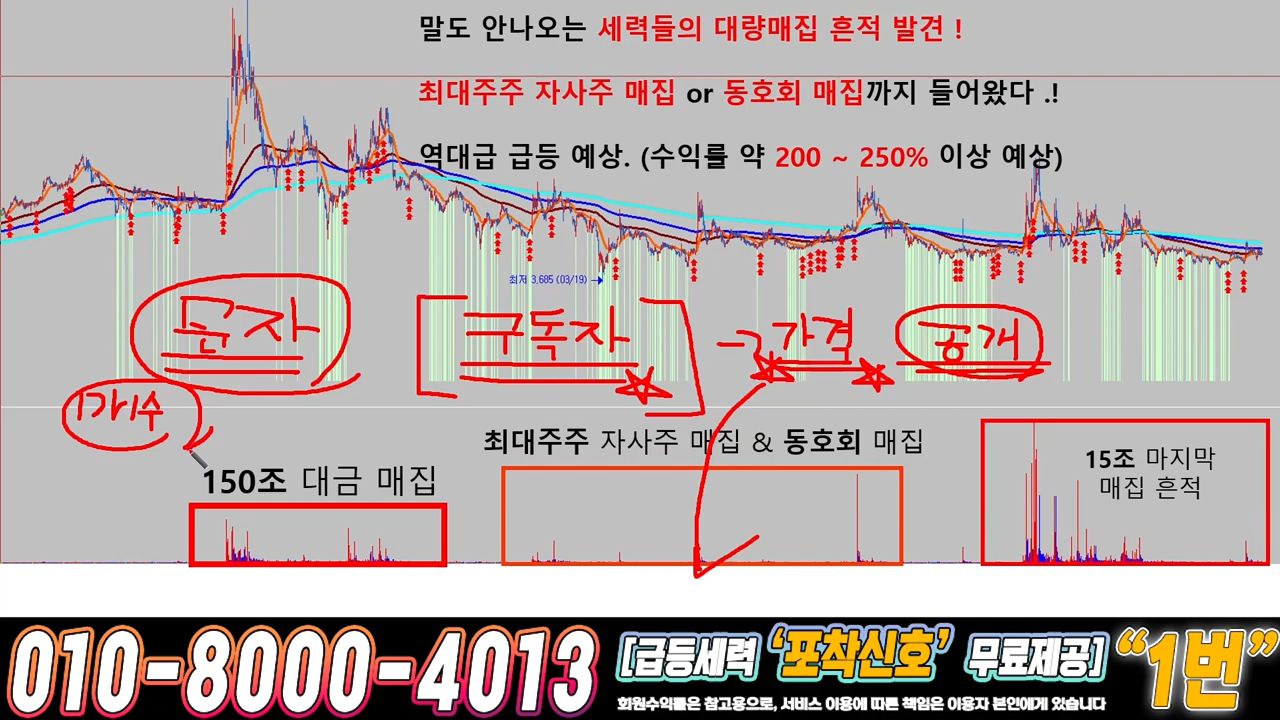 말도 안나오는 세력들의 대량매집 흔적 발견 !
최대주주 자사주 매집 or 동호회 매집까지 들어왔다 .!
역대급 급등 예상. (수익률 약 200 ~ 250% 이상 예상)
최저 3,685 (03/19) →
문자
구독자
가격 공개
최대주주 자사주 매집 & 동호회 매집
150조 대금 매집
15조 마지막
매집 흔적
010-8000-4013
[급등세력 '포착신호' 무료제공] "1번"
회원수익률은 참고용으로, 서비스 이용에 따른 책임은 이용자 본인에게 있습니다